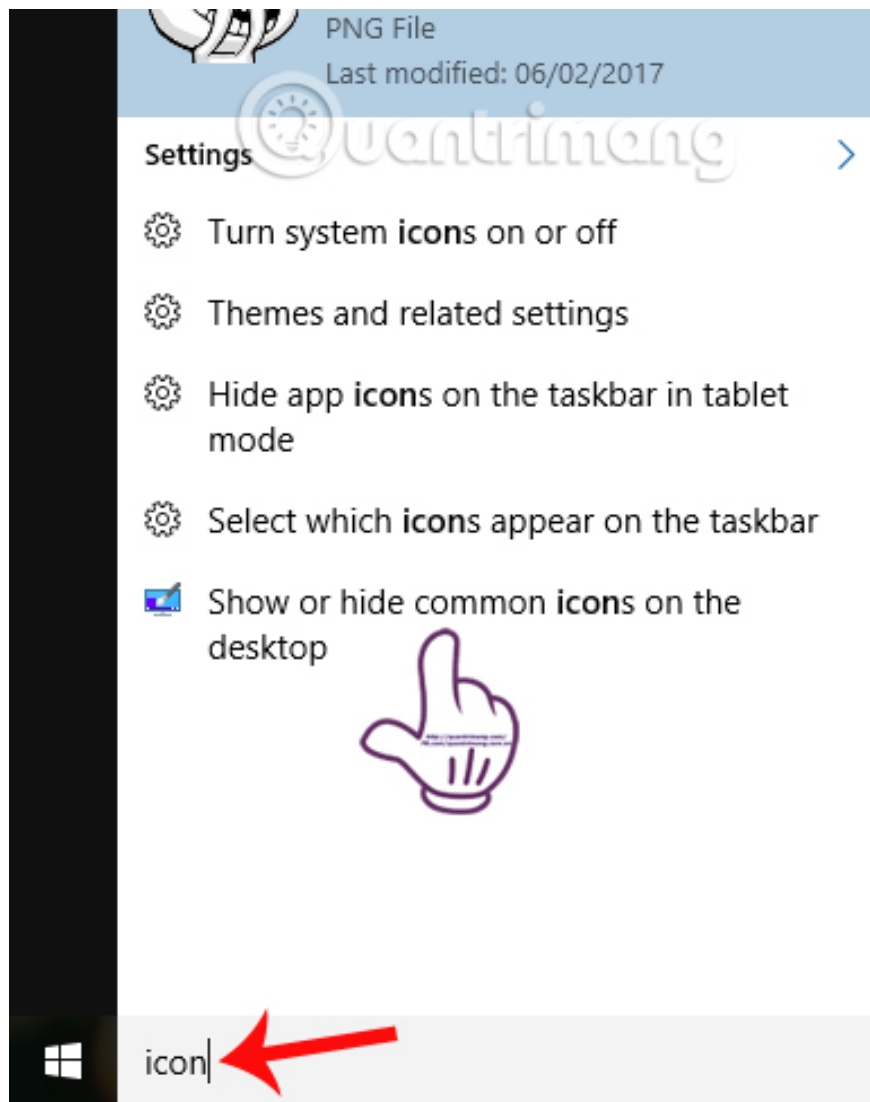 PNG File
Last modified: 06/02/2017
Quantrimang
Settings
Turn system icons on or off
Themes and related settings
Hide app icons on the taskbar in tablet
mode
Select which icons appear on the taskbar
Show or hide common icons on the
desktop
icon